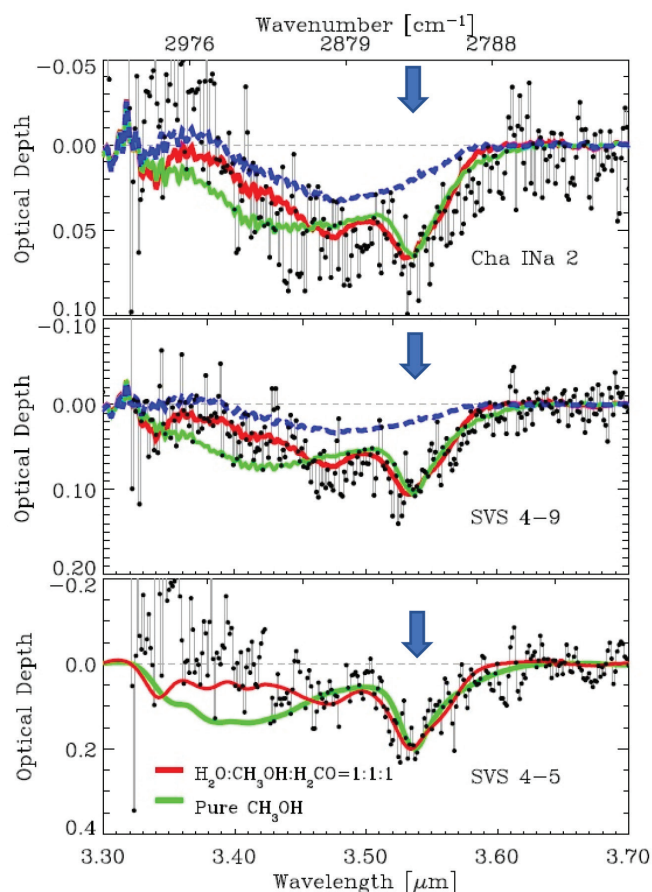 Wavenumber [cm⁻¹]
2976 2879 2788
-0.05
0.00
0.05
0.10
Optical Depth
Cha INa 2
-0.10
0.00
0.10
0.20
Optical Depth
SVS 4-9
-0.2
0.0
0.2
0.4
Optical Depth
H₂O:CH₃OH:H₂CO=1:1:1
Pure CH₃OH
SVS 4-5
3.30 3.40 3.50 3.60 3.70
Wavelength [μm]